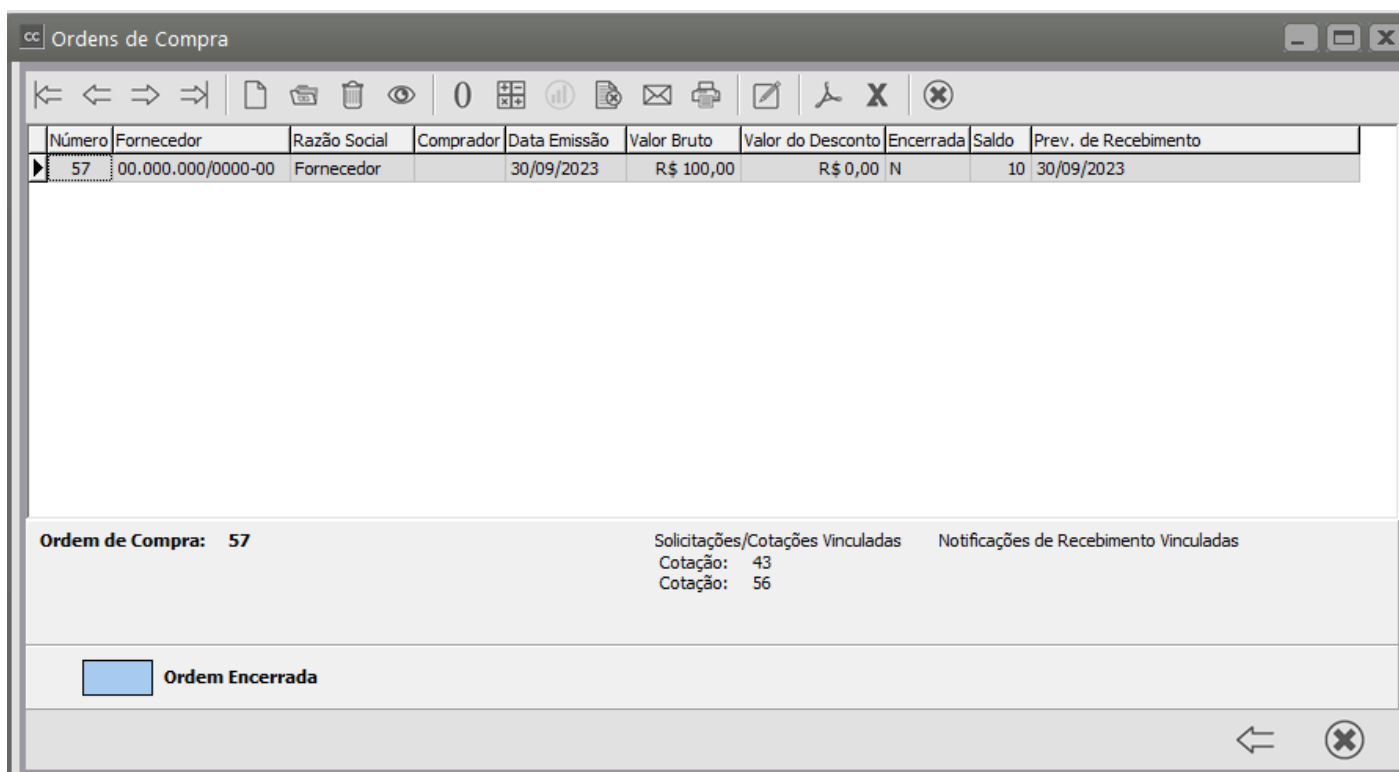 cc Ordens de Compra
0 X
Número Fornecedor Razão Social Comprador Data Emissão Valor Bruto Valor do Desconto Encerrada Saldo Prev. de Recebimento
57 00.000.000/0000-00 Fornecedor 30/09/2023 R$ 100,00 R$ 0,00 N 10 30/09/2023
Ordem de Compra: 57 Solicitações/Cotações Vinculadas Notificações de Recebimento Vinculadas
Cotação: 43
Cotação: 56
Ordem Encerrada